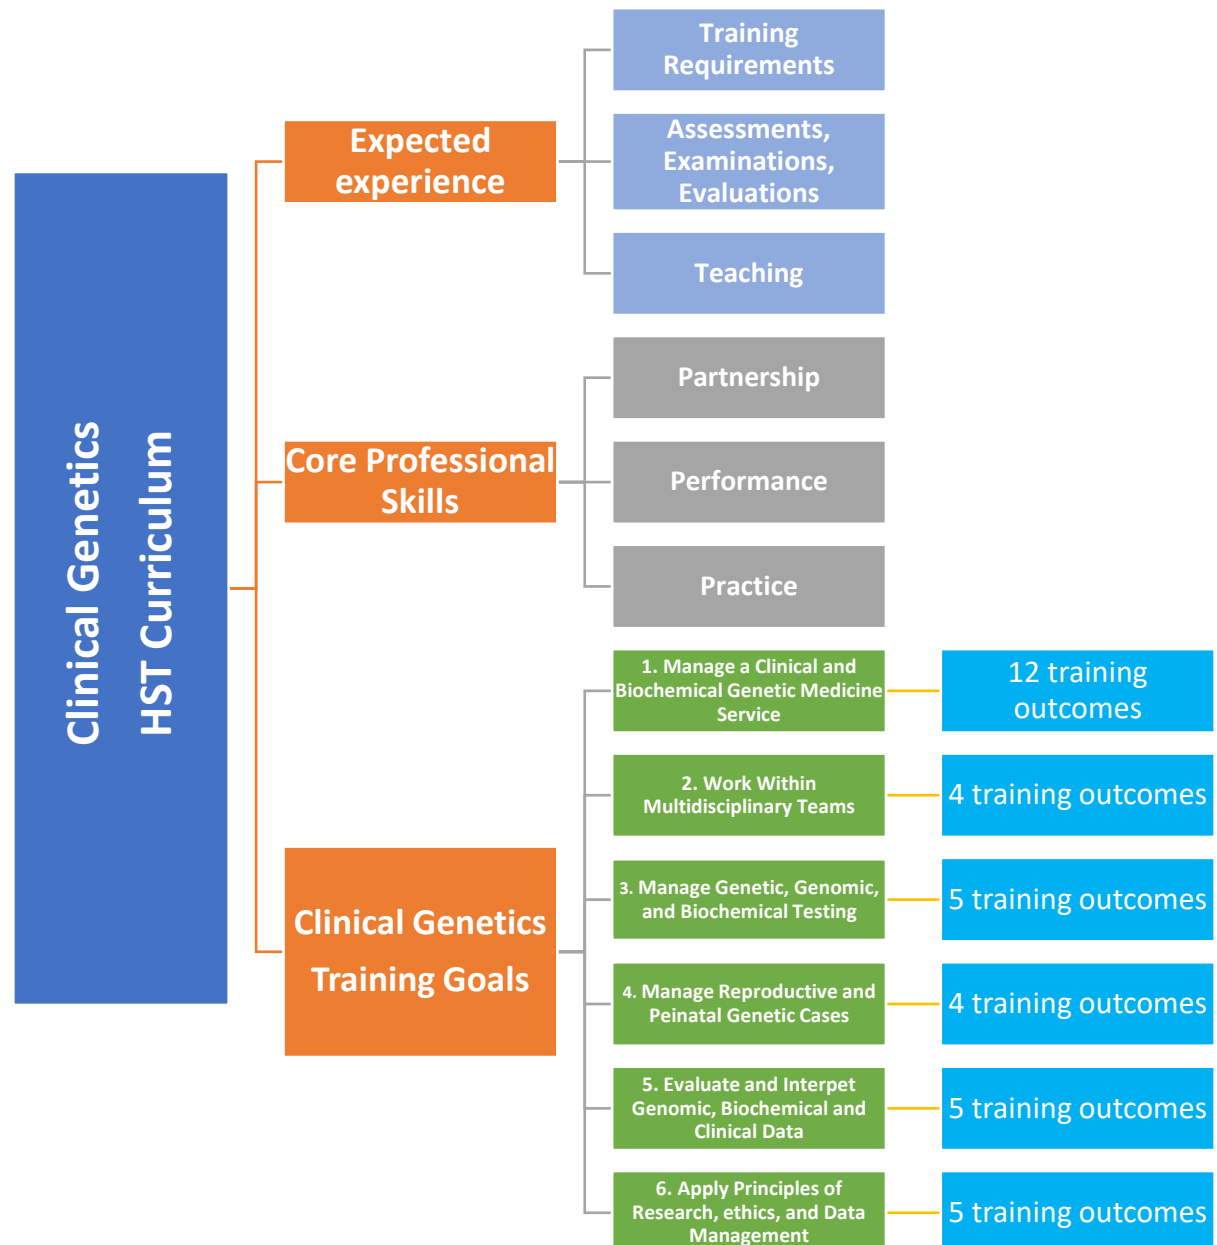 Clinical Genetics
HST Curriculum
Expected
experience
Training
Requirements
Assessments,
Examinations,
Evaluations
Teaching
Core Professional
Skills
Partnership
Performance
Practice
Clinical Genetics
Training Goals
1. Manage a Clinical and
Biochemical Genetic Medicine
Service
12 training
outcomes
2. Work Within
Multidisciplinary Teams
4 training outcomes
3. Manage Genetic, Genomic,
and Biochemical Testing
5 training outcomes
4. Manage Reproductive and
Peinatal Genetic Cases
4 training outcomes
5. Evaluate and Interpet
Genomic, Biochemical and
Clinical Data
5 training outcomes
6. Apply Principles of
Research, ethics, and Data
Management
5 training outcomes